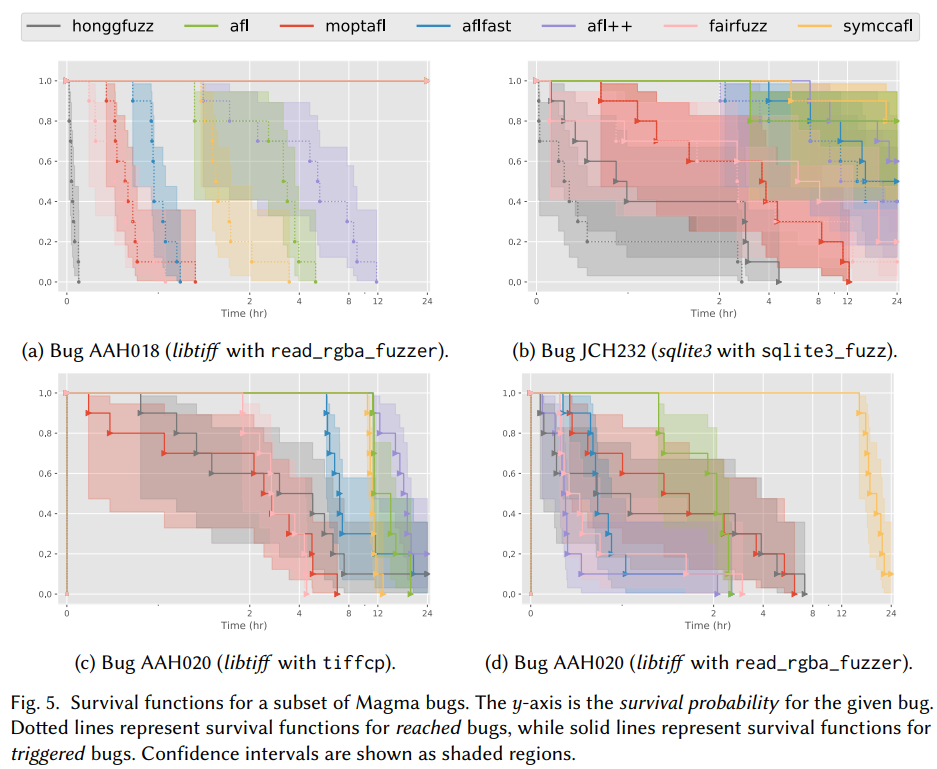 honggfuzz afl moptafl aflfast afl++ fairfuzz symccafl
1,0
0,8
0,6
0,4
0,2
0,0
0 2 4 8 12 24
Time (hr)
(a) Bug AAH018 (libtiff with read_rgba_fuzzer).
1,0
0,8
0,6
0,4
0,2
0,0
0 2 4 8 12 24
Time (hr)
(b) Bug JCH232 (sqlite3 with sqlite3_fuzz).
1,0
0,8
0,6
0,4
0,2
0,0
0 2 4 8 12 24
Time (hr)
(c) Bug AAH020 (libtiff with tiffcp).
1,0
0,8
0,6
0,4
0,2
0,0
0 2 4 8 12 24
Time (hr)
(d) Bug AAH020 (libtiff with read_rgba_fuzzer).
Fig. 5. Survival functions for a subset of Magma bugs. The y-axis is the survival probability for the given bug.
Dotted lines represent survival functions for reached bugs, while solid lines represent survival functions for
triggered bugs. Confidence intervals are shown as shaded regions.